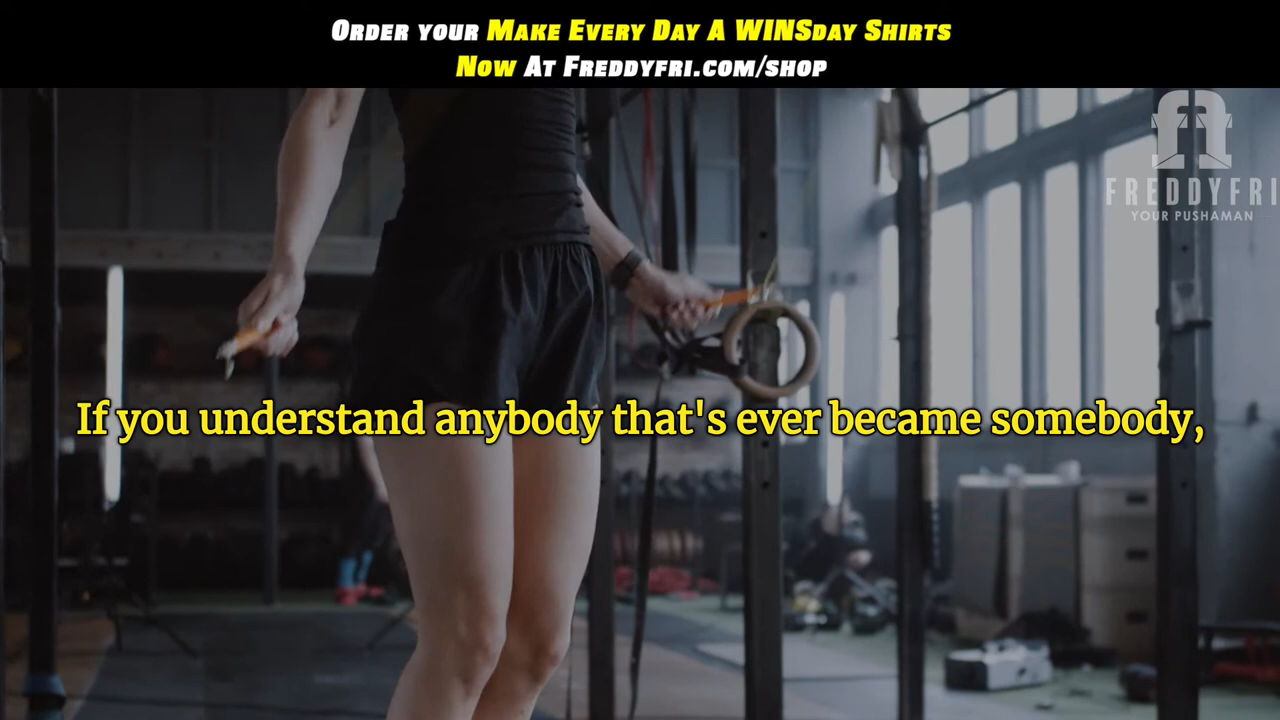 Order your Make Every Day A WINSday Shirts
Now At Freddyfri.com/shop
FREDDYFRI
YOUR PUSHAMAN
If you understand anybody that's ever became somebody,